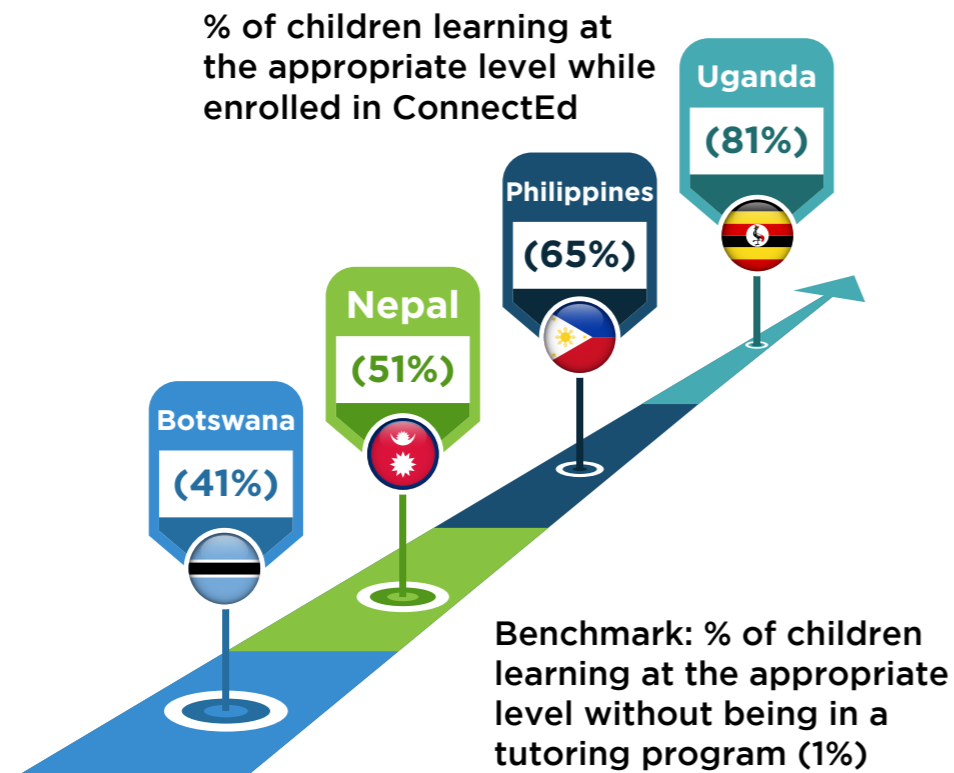 % of children learning at
the appropriate level while
enrolled in ConnectEd
Uganda
(81%)
Philippines
(65%)
Nepal
(51%)
Botswana
(41%)
Benchmark: % of children
learning at the appropriate
level without being in a
tutoring program (1%)